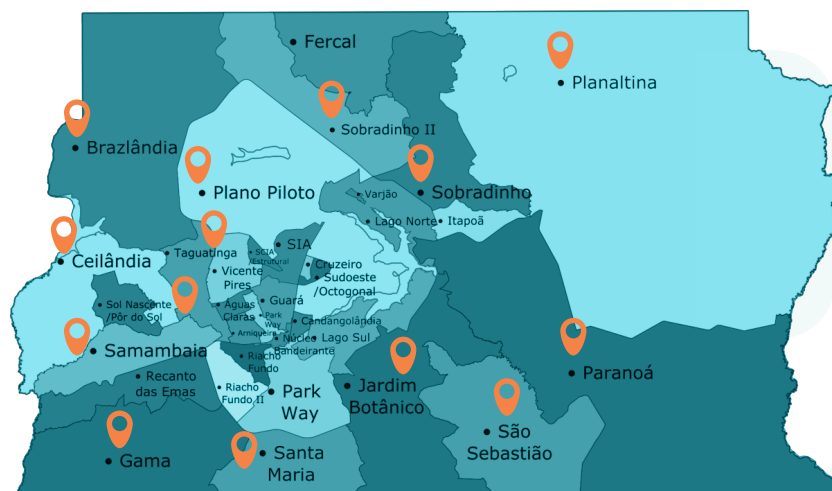 Fercal
Planaltina
Sobradinho II
Brazlândia
Plano Piloto
Varjão
Sobradinho
Lago Norte
Itapoã
SIA
Taguatinga
SCIA
/Estrutural
Ceilândia
Cruzeiro
Vicente
Pires
Sudoeste
/Octogonal
Sol Nascente
/Pôr do Sol
Águas
Claras
Guará
Park
Way
Candangolândia
Arniqueira
Núcleo
Bandeirante
Lago Sul
Samambaia
Riacho
Fundo
Recanto
das Emas
Riacho
Fundo II
Park
Way
Jardim
Botânico
Paranoá
São
Sebastião
Gama
Santa
Maria